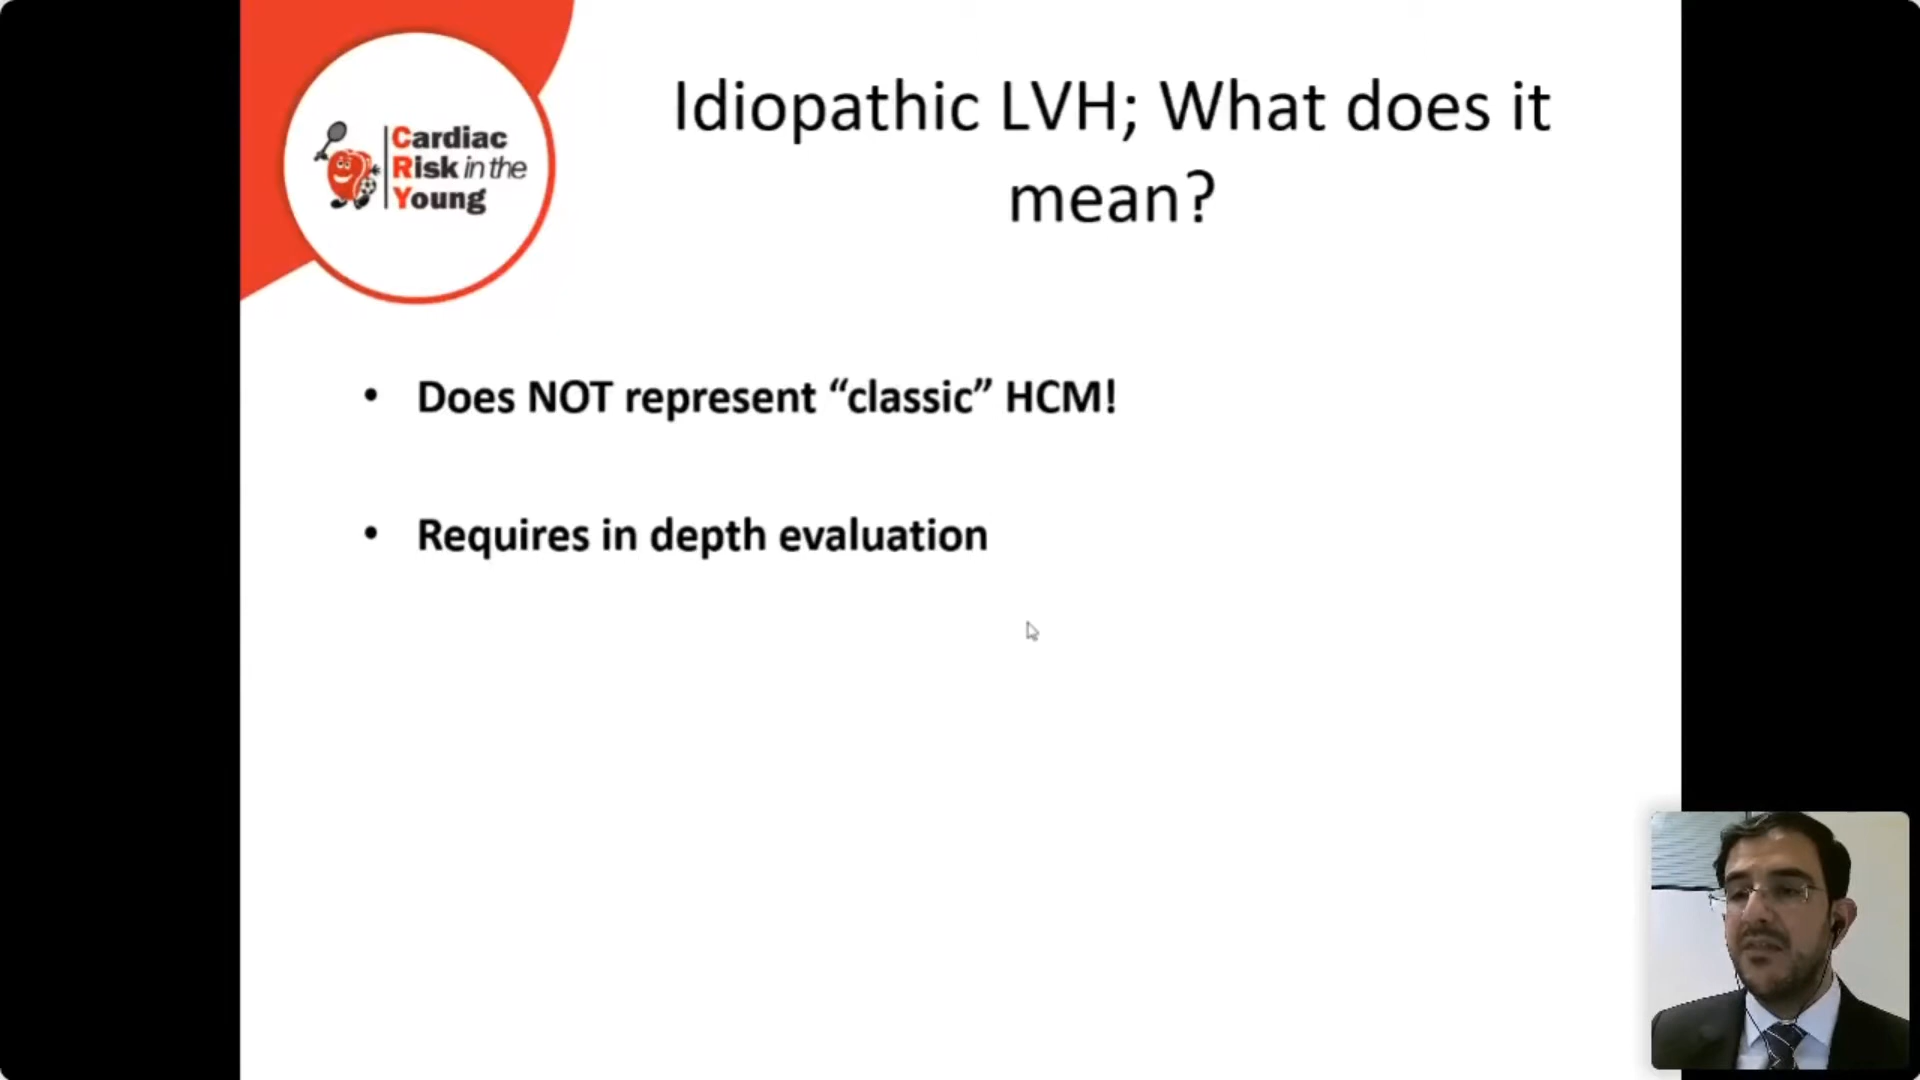 Cardiac
Risk in the
Young
Idiopathic LVH; What does it
mean?
• Does NOT represent “classic” HCM!
• Requires in depth evaluation